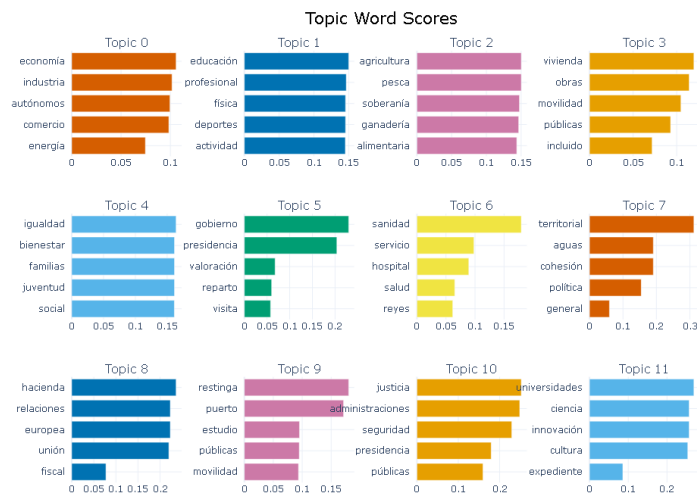 Topic Word Scores
Topic 0
economía
industria
autónomos
comercio
energía
0 0.05 0.1
Topic 1
educación
profesional
física
deportes
actividad
0 0.05 0.1 0.15
Topic 2
agricultura
pesca
soberanía
ganadería
alimentaria
0 0.05 0.1 0.15
Topic 3
vivienda
obras
movilidad
públicas
incluido
0 0.05 0.1
Topic 4
igualdad
bienestar
familias
juventud
social
0 0.05 0.1 0.15
Topic 5
gobierno
presidencia
valoración
reparto
visita
0 0.05 0.1 0.15 0.2
Topic 6
sanidad
servicio
hospital
salud
reyes
0 0.05 0.1 0.15
Topic 7
territorial
aguas
cohesión
política
general
0 0.1 0.2 0.3
Topic 8
hacienda
relaciones
europea
unión
fiscal
0 0.05 0.1 0.15 0.2
Topic 9
restinga
puerto
estudio
públicas
movilidad
0 0.05 0.1 0.15
Topic 10
justicia
administraciones
seguridad
presidencia
públicas
0 0.1 0.2
Topic 11
universidades
ciencia
innovación
cultura
expediente
0 0.1 0.2